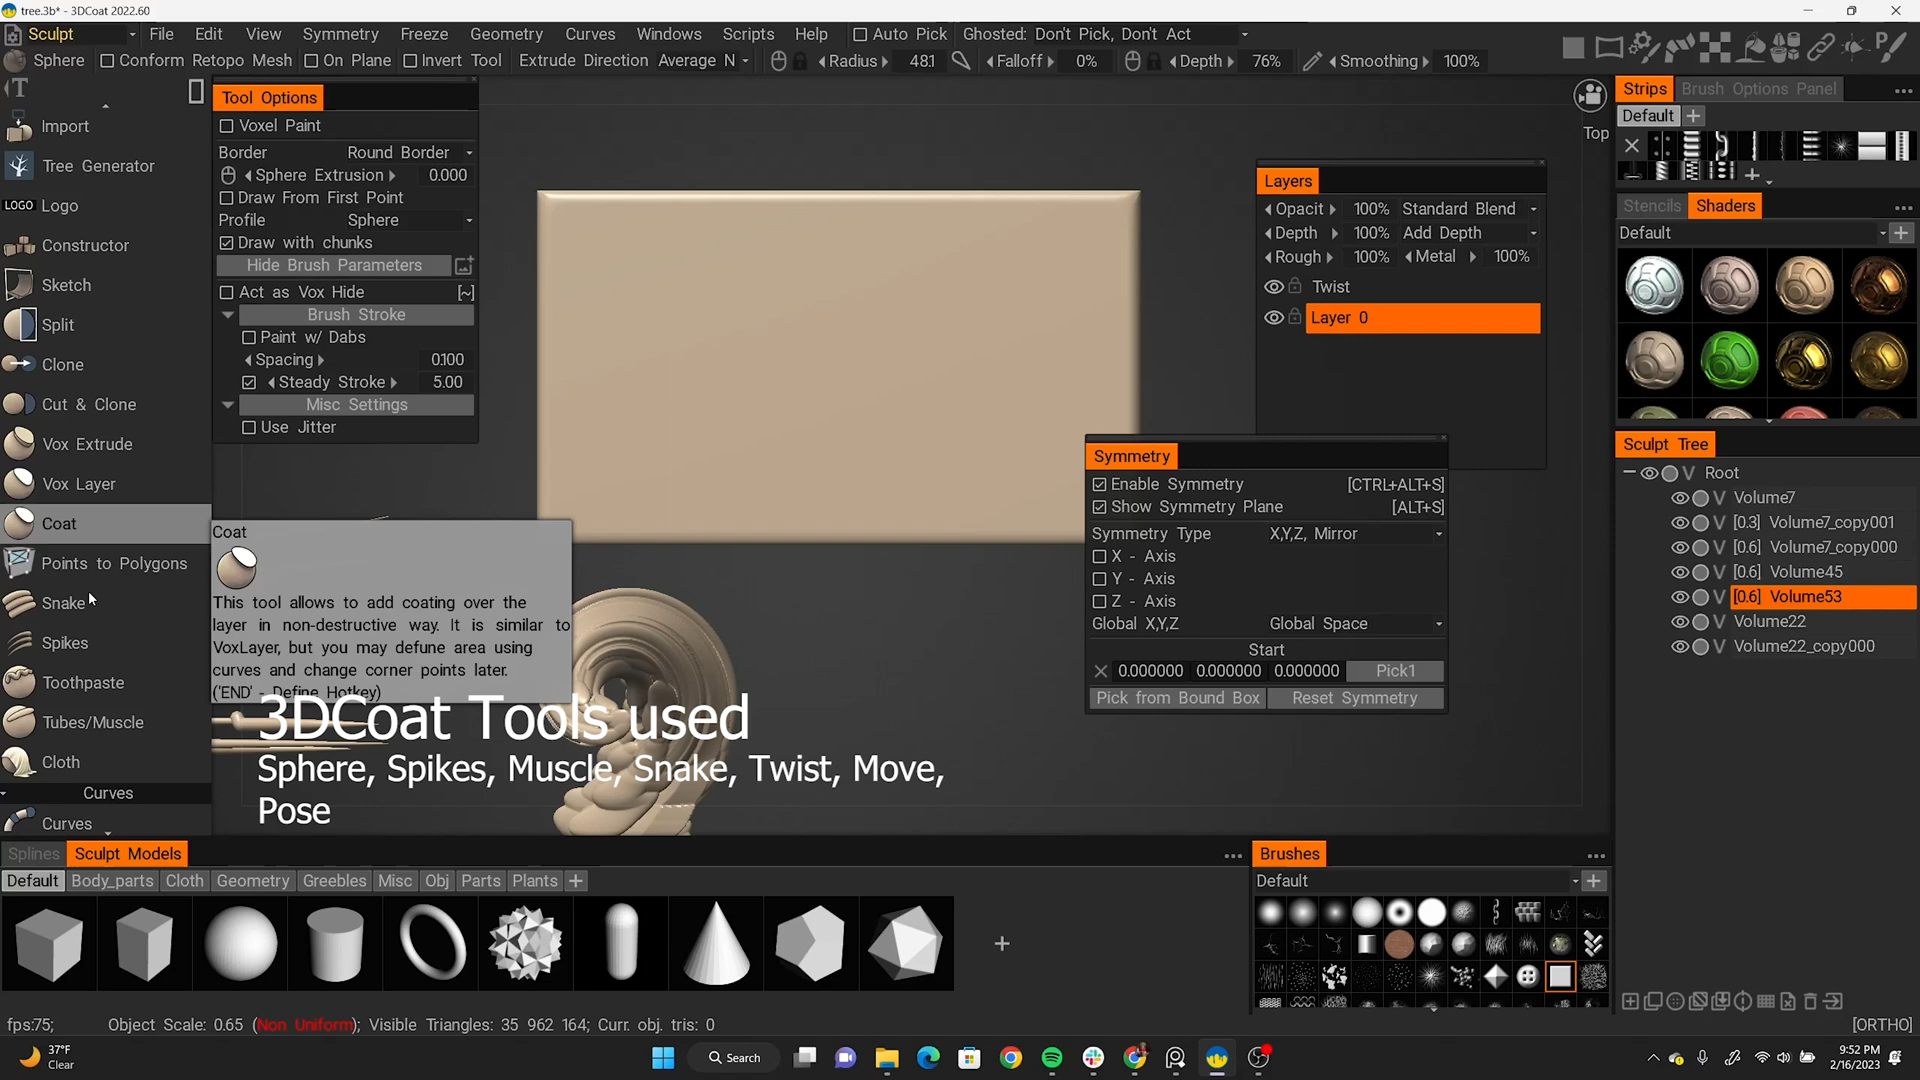 tree.3b* - 3DCoat 2022.60
Sculpt File Edit View Symmetry Freeze Geometry Curves Windows Scripts Help Auto Pick Ghosted: Don't Pick, Don't Act
Sphere Conform Retopo Mesh On Plane Invert Tool Extrude Direction Average N Radius 48.1 Falloff 0% Depth 76% Smoothing 100%
Import
Tree Generator
LOGO Logo
Constructor
Sketch
Split
Clone
Cut & Clone
Vox Extrude
Vox Layer
Coat
Points to Polygons
Snake
Spikes
Toothpaste
Tubes/Muscle
Cloth
Curves
Curves
Tool Options
Voxel Paint
Border Round Border
Sphere Extrusion 0.000
Draw From First Point
Profile Sphere
Draw with chunks
Hide Brush Parameters
Act as Vox Hide [~]
Brush Stroke
Paint w/ Dabs
Spacing 0.100
Steady Stroke 5.00
Misc Settings
Use Jitter
Coat
This tool allows to add coating over the
layer in non-destructive way. It is similar to
VoxLayer, but you may defune area using
curves and change corner points later.
('END' - Define Hotkey)
3DCoat Tools used
Sphere, Spikes, Muscle, Snake, Twist, Move,
Pose
Top
Layers
Opacit 100% Standard Blend
Depth 100% Add Depth
Rough 100% Metal 100%
Twist
Layer 0
Symmetry
Enable Symmetry [CTRL+ALT+S]
Show Symmetry Plane [ALT+S]
Symmetry Type X,Y,Z, Mirror
X - Axis
Y - Axis
Z - Axis
Global X,Y,Z Global Space
Start
0.000000 0.000000 0.000000 Pick1
Pick from Bound Box Reset Symmetry
Strips Brush Options Panel
Default
Stencils Shaders
Default
Sculpt Tree
V Root
V Volume7
V [0.3] Volume7_copy001
V [0.6] Volume7_copy000
V [0.6] Volume45
V [0.6] Volume53
V Volume22
V Volume22_copy000
Splines Sculpt Models
Default Body_parts Cloth Geometry Greebles Misc Obj Parts Plants
Brushes
Default
fps:75; Object Scale: 0.65 (Non Uniform); Visible Triangles: 35 962 164; Curr. obj. tris: 0 [ORTHO]
37°F
Clear
Search
9:52 PM
2/16/2023